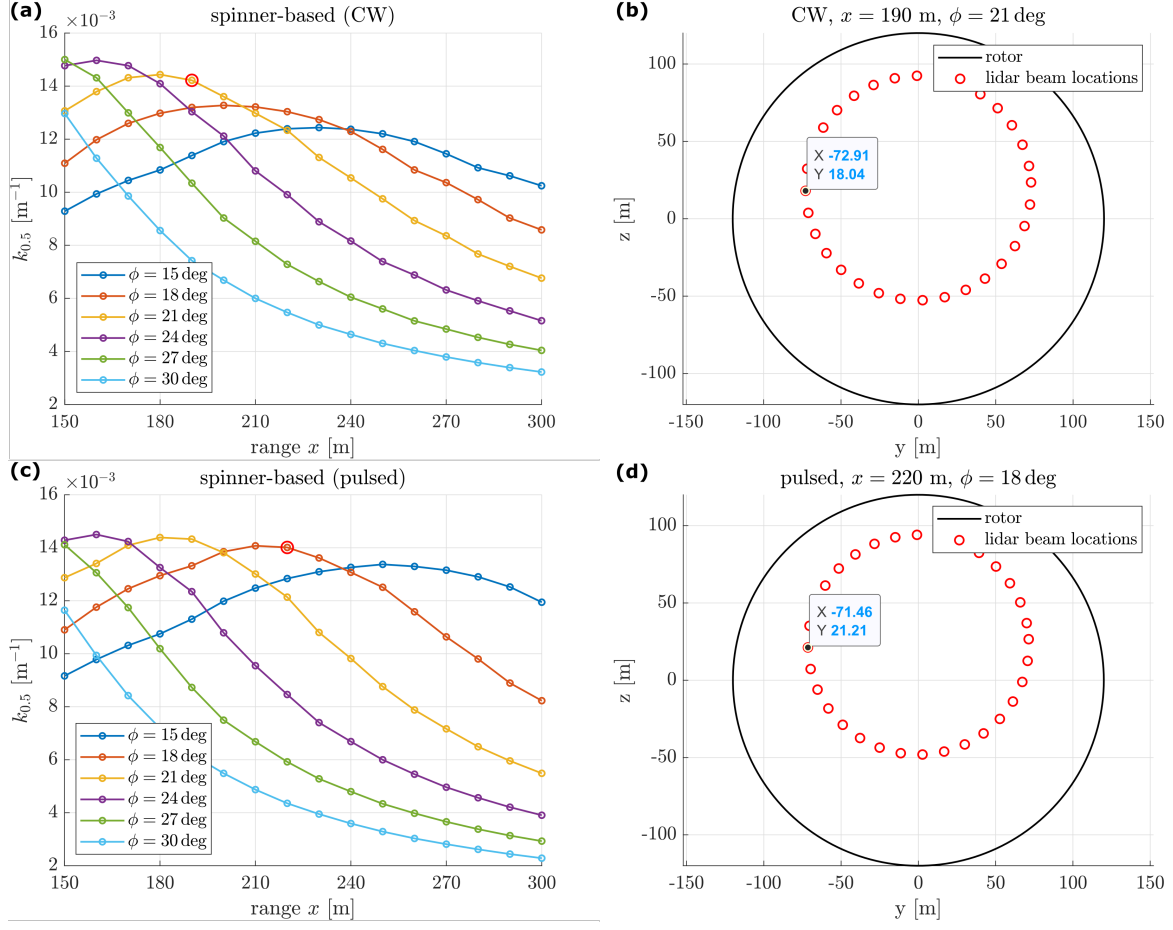 (a)
×10⁻³
spinner-based (CW)
16
14
12
10
8
6
4
2
k₀.₅ [m⁻¹]
ϕ = 15 deg
ϕ = 18 deg
ϕ = 21 deg
ϕ = 24 deg
ϕ = 27 deg
ϕ = 30 deg
150 180 210 240 270 300
range x [m]
(b)
CW, x = 190 m, ϕ = 21 deg
100
50
0
-50
-100
z [m]
rotor
lidar beam locations
X -72.91
Y 18.04
-150 -100 -50 0 50 100 150
y [m]
(c)
×10⁻³
spinner-based (pulsed)
16
14
12
10
8
6
4
2
k₀.₅ [m⁻¹]
ϕ = 15 deg
ϕ = 18 deg
ϕ = 21 deg
ϕ = 24 deg
ϕ = 27 deg
ϕ = 30 deg
150 180 210 240 270 300
range x [m]
(d)
pulsed, x = 220 m, ϕ = 18 deg
100
50
0
-50
-100
z [m]
rotor
lidar beam locations
X -71.46
Y 21.21
-150 -100 -50 0 50 100 150
y [m]